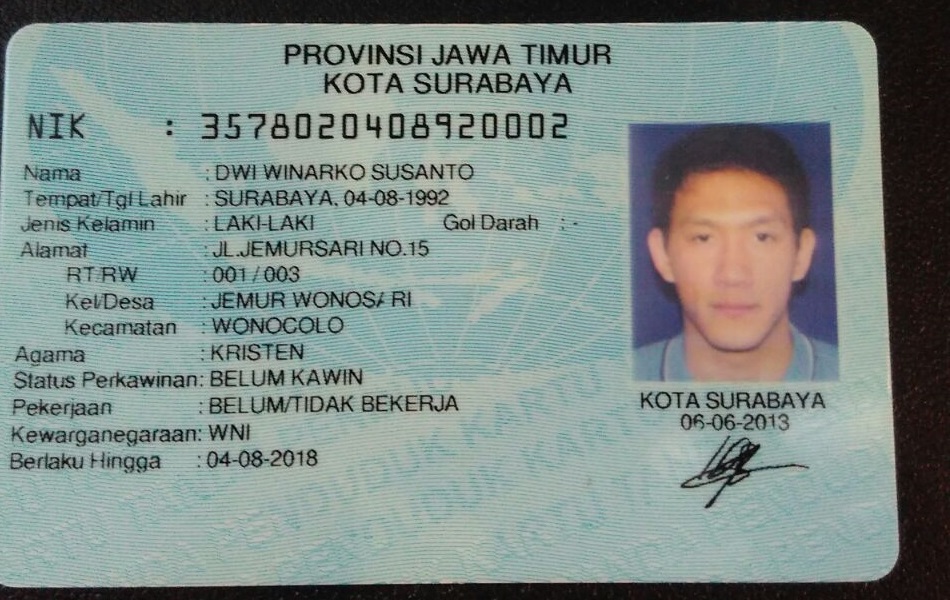 PROVINSI JAWA TIMUR
KOTA SURABAYA
NIK : 3578020408920002
Nama : DWI WINARKO SUSANTO
Tempat/Tgl Lahir : SURABAYA, 04-08-1992
Jenis Kelamin : LAKI-LAKI Gol Darah : -
Alamat : JL.JEMURSARI NO.15
RT/RW : 001 / 003
Kel/Desa : JEMUR WONOSARI
Kecamatan : WONOCOLO
Agama : KRISTEN
Status Perkawinan: BELUM KAWIN
Pekerjaan : BELUM/TIDAK BEKERJA
Kewarganegaraan: WNI
Berlaku Hingga : 04-08-2018
KOTA SURABAYA
06-06-2013